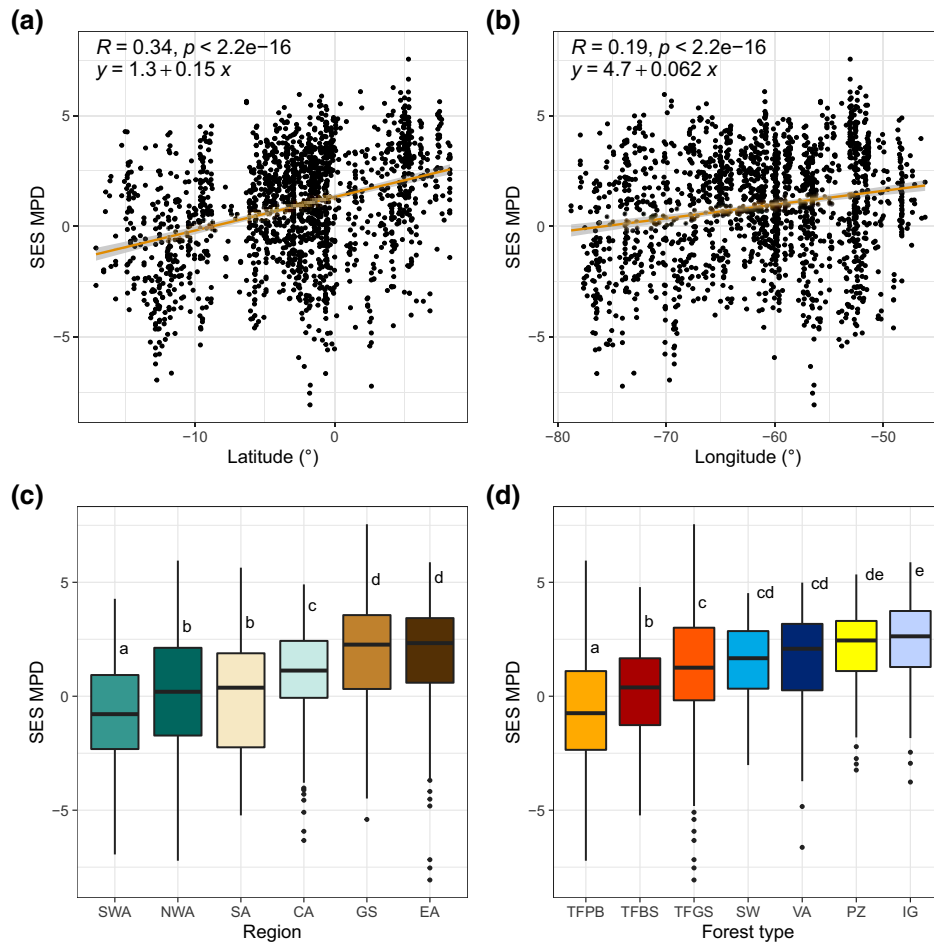 (a)
R = 0.34, p < 2.2e−16
y = 1.3 + 0.15 x
SES MPD
5
0
−5
−10
0
Latitude (°)
(b)
R = 0.19, p < 2.2e−16
y = 4.7 + 0.062 x
SES MPD
5
0
−5
−80
−70
−60
−50
Longitude (°)
(c)
SES MPD
5
0
−5
a
b
b
c
d
d
SWA
NWA
SA
CA
GS
EA
Region
(d)
SES MPD
5
0
−5
a
b
c
cd
cd
de
e
TFPB
TFBS
TFGS
SW
VA
PZ
IG
Forest type